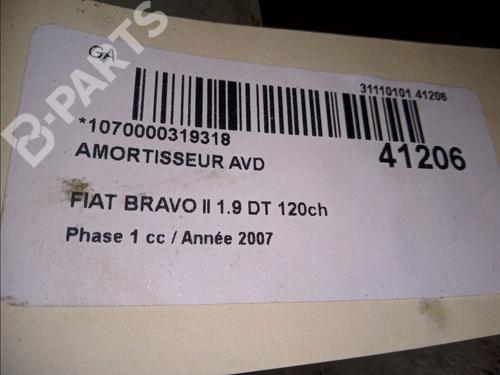 GA
31110101 41206
*1070000319318
41206
AMORTISSEUR AVD
FIAT BRAVO II 1.9 DT 120ch
Phase 1 cc / Année 2007
B-PARTS